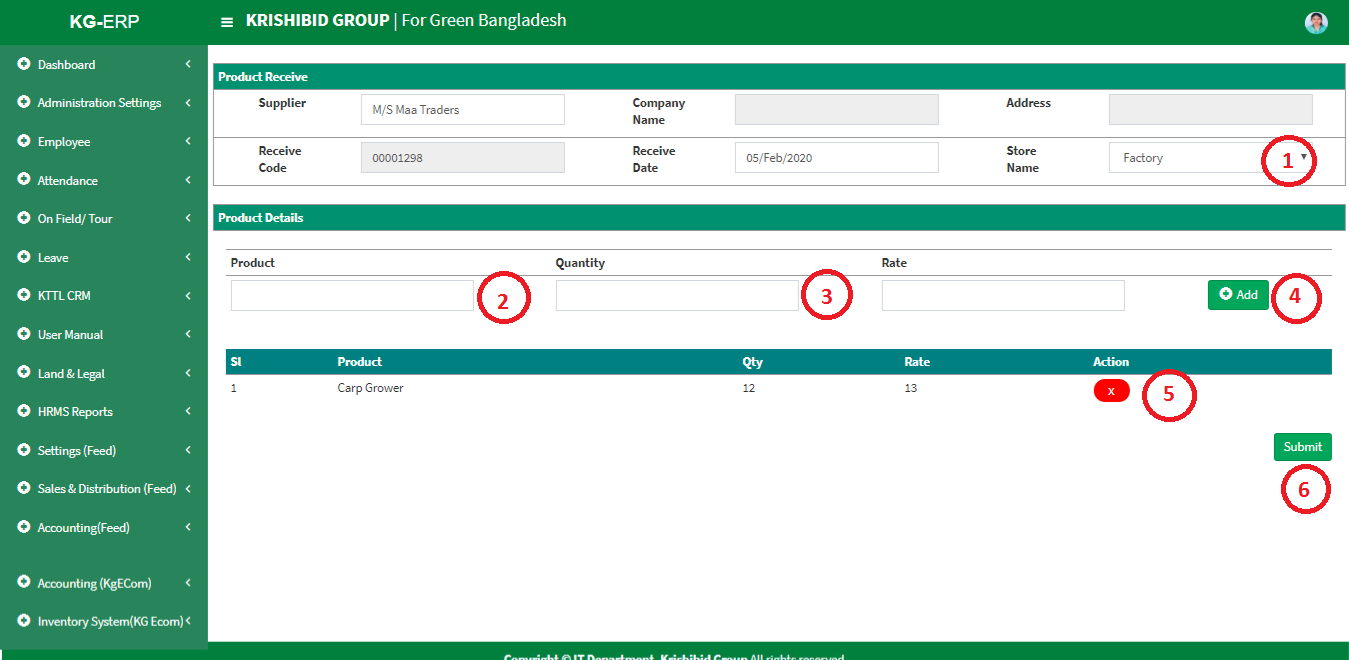 KG-ERP
KRISHIBID GROUP | For Green Bangladesh
Dashboard
Administration Settings
Employee
Attendance
On Field/ Tour
Leave
KTTL CRM
User Manual
Land & Legal
HRMS Reports
Settings (Feed)
Sales & Distribution (Feed)
Accounting(Feed)
Accounting (KgECom)
Inventory System(KG Ecom)
Product Receive
Supplier M/S Maa Traders Company Name Address
Receive Code 00001298 Receive Date 05/Feb/2020 Store Name Factory 1
Product Details
Product Quantity Rate
2 3 Add 4
Sl Product Qty Rate Action
1 Carp Grower 12 13 x 5
Submit
6
Copyright © IT Department, Krishibid Group All rights reserved